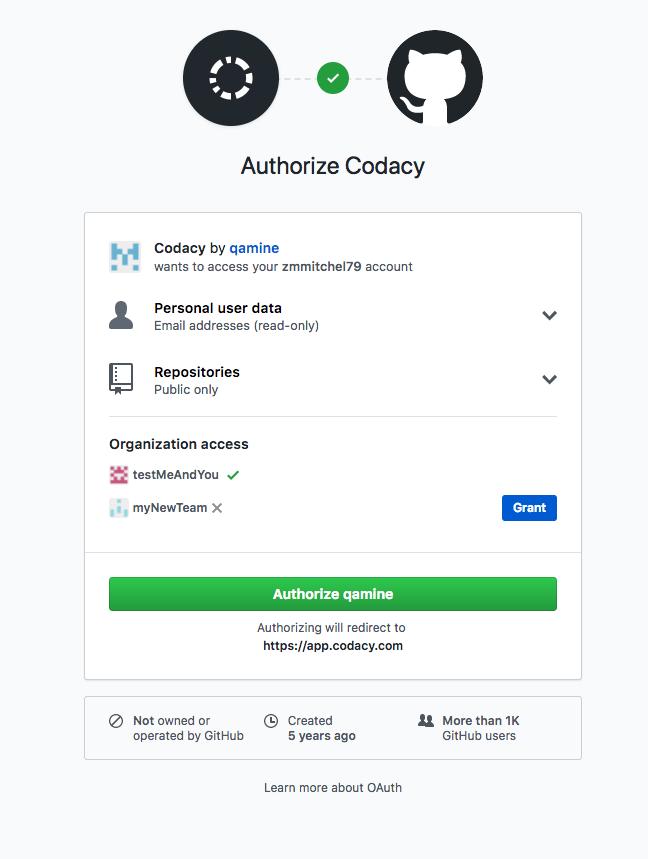 Authorize Codacy
Codacy by qamine
wants to access your zmmitchel79 account
Personal user data
Email addresses (read-only)
Repositories
Public only
Organization access
testMeAndYou
myNewTeam
Grant
Authorize qamine
Authorizing will redirect to
https://app.codacy.com
Not owned or
operated by GitHub
Created
5 years ago
More than 1K
GitHub users
Learn more about OAuth